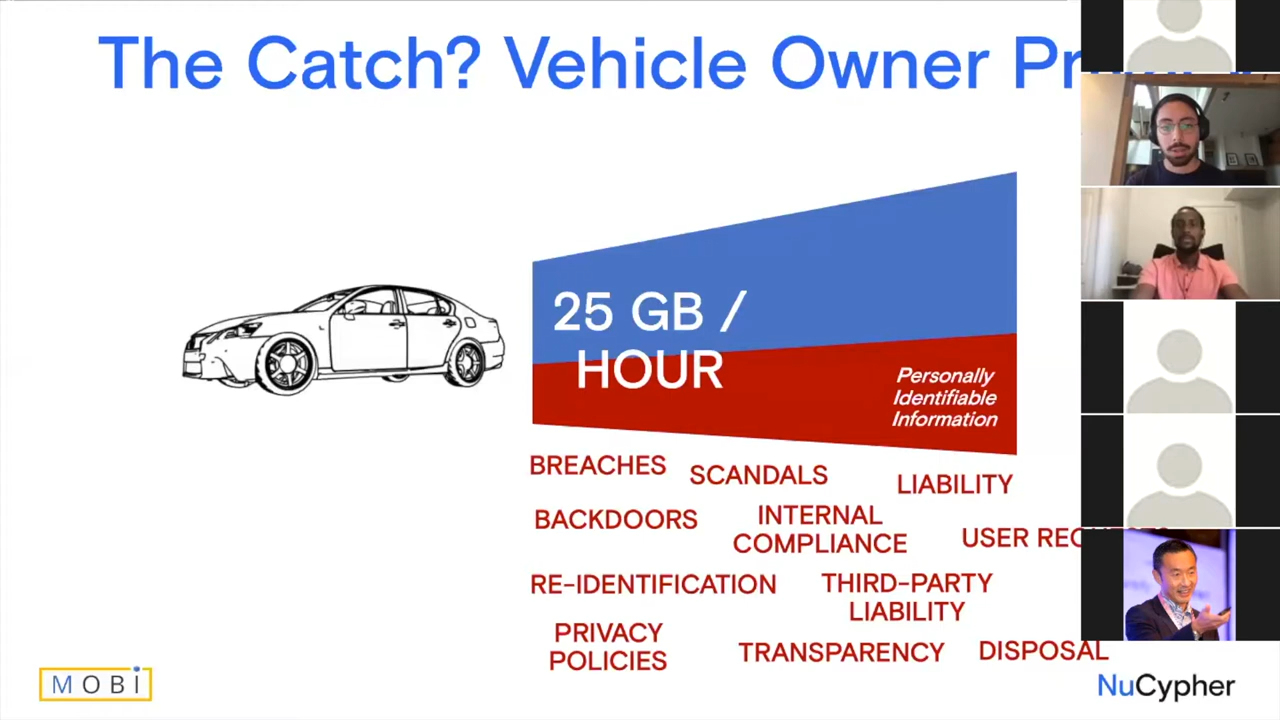 The Catch? Vehicle Owner
25 GB /
HOUR
Personally
Identifiable
Information
BREACHES
SCANDALS
LIABILITY
BACKDOORS
INTERNAL
COMPLIANCE
USER
RE-IDENTIFICATION
THIRD-PARTY
LIABILITY
PRIVACY
POLICIES
TRANSPARENCY
DISPOSAL
MOBI
NuCypher